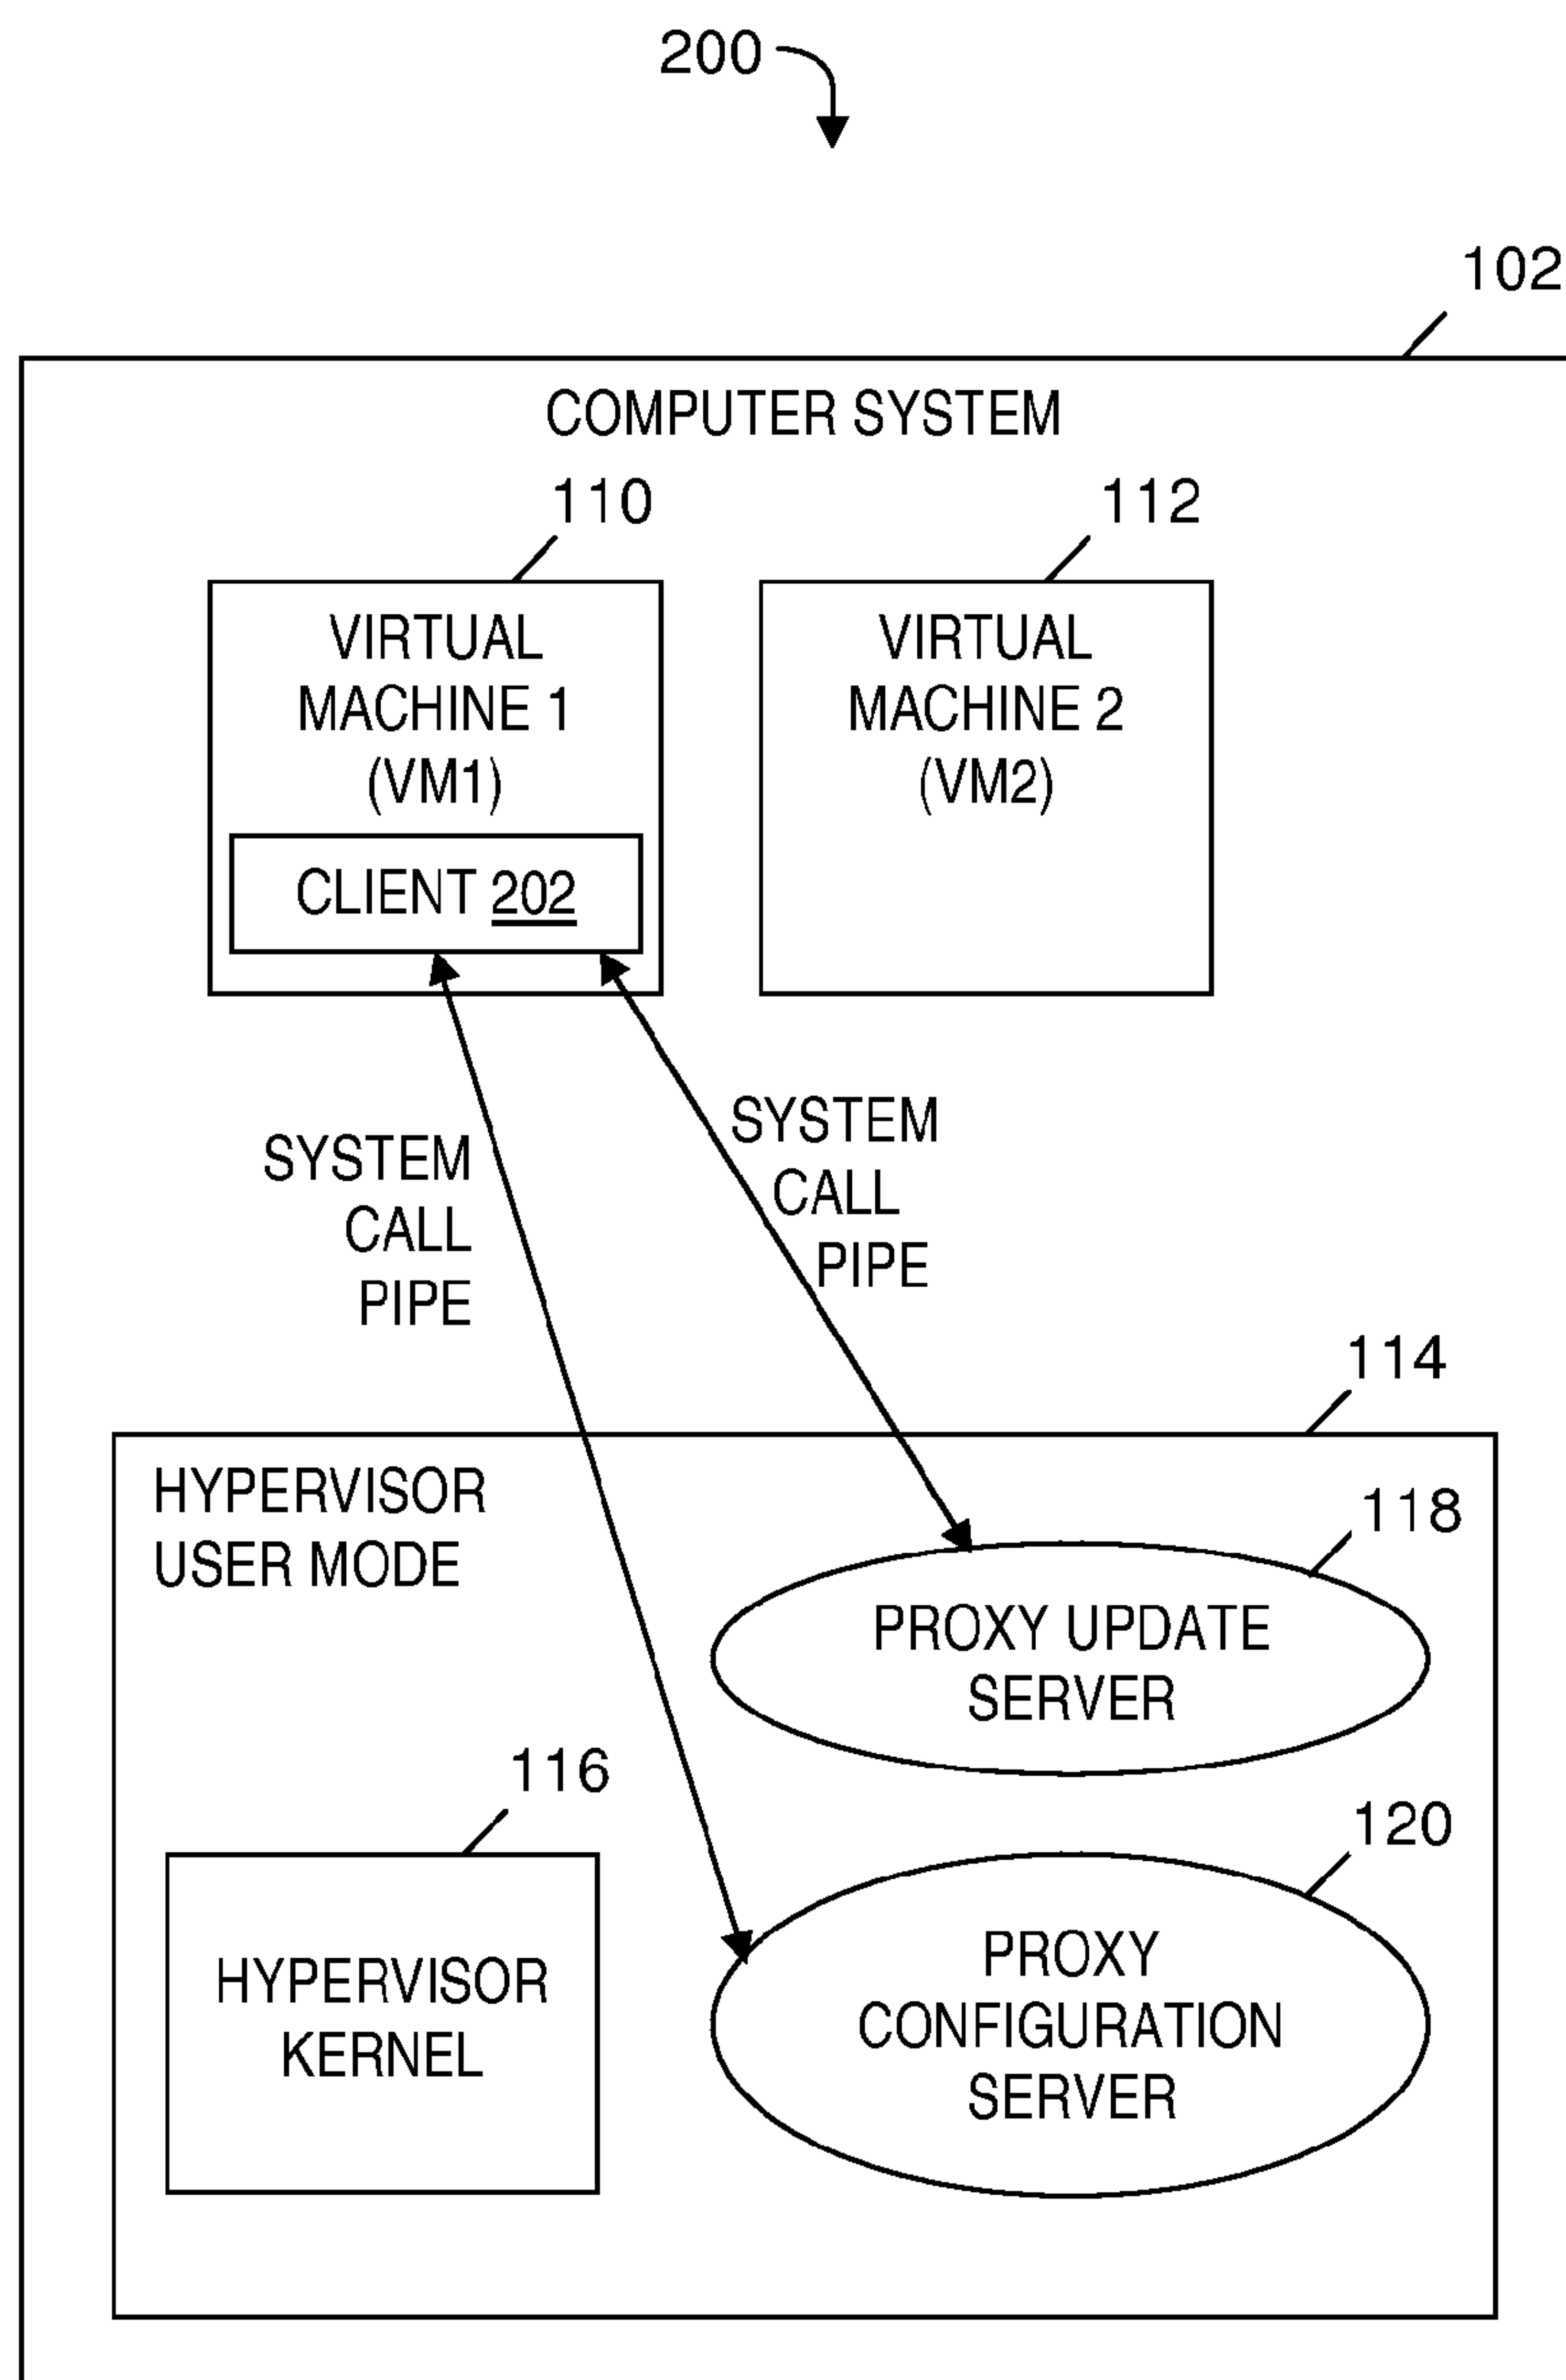 200
102
COMPUTER SYSTEM
110
112
VIRTUAL
MACHINE 1
(VM1)
CLIENT 202
VIRTUAL
MACHINE 2
(VM2)
SYSTEM
CALL
PIPE
SYSTEM
CALL
PIPE
114
HYPERVISOR
USER MODE
118
PROXY UPDATE
SERVER
116
HYPERVISOR
KERNEL
120
PROXY
CONFIGURATION
SERVER